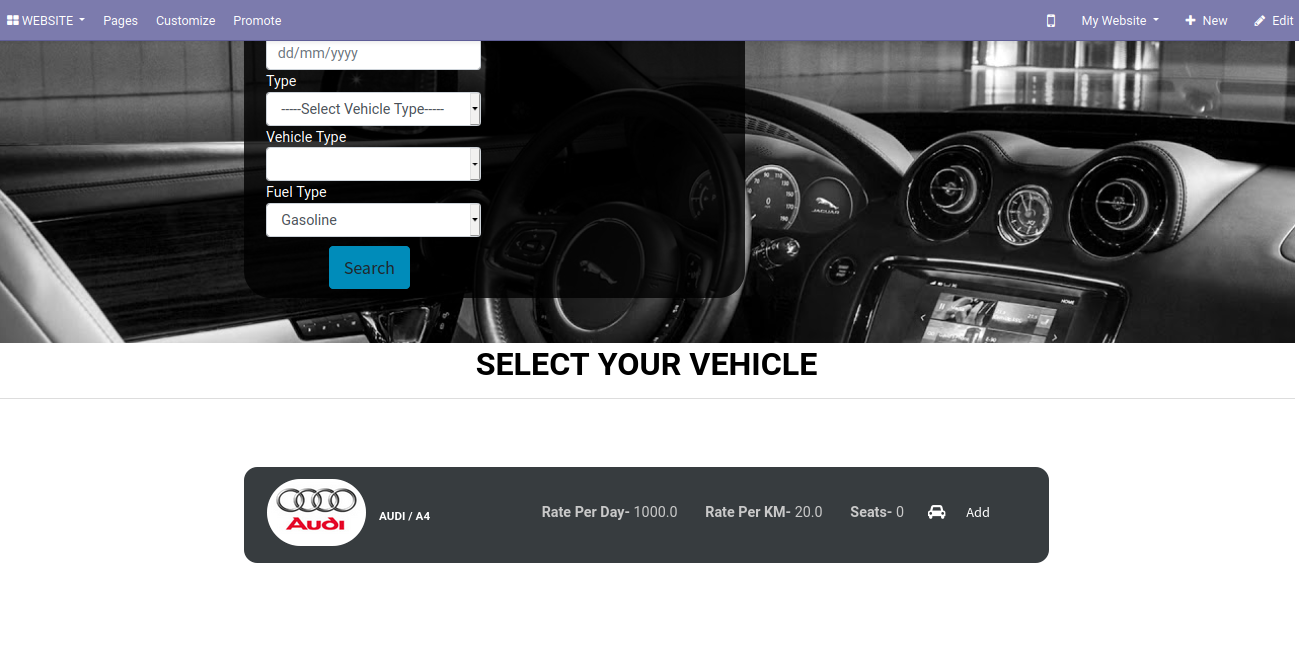 WEBSITE Pages Customize Promote My Website New Edit
dd/mm/yyyy
Type
-----Select Vehicle Type-----
Vehicle Type
Fuel Type
Gasoline
Search
JAGUAR
HOME
SELECT YOUR VEHICLE
Audi
AUDI / A4 Rate Per Day- 1000.0 Rate Per KM- 20.0 Seats- 0 Add